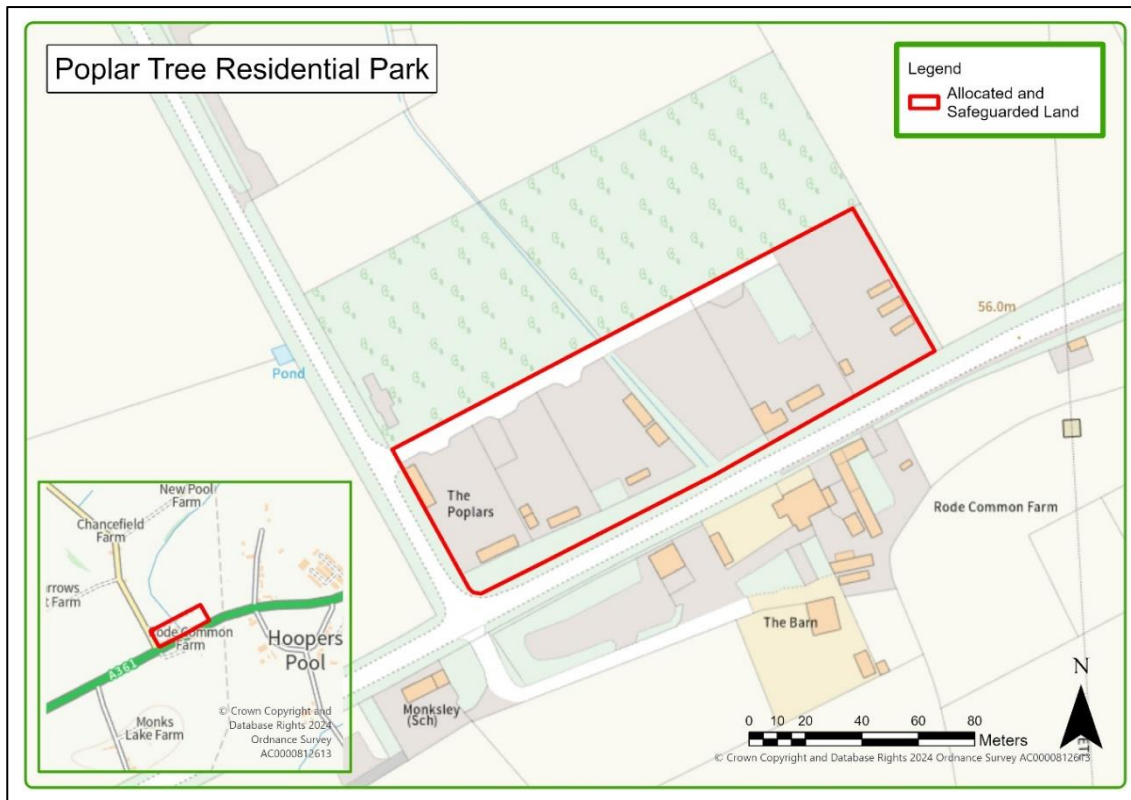 Poplar Tree Residential Park
Legend
Allocated and
Safeguarded Land
56.0m
Pond
The
Poplars
Rode Common Farm
The Barn
Monksley
(Sch)
N
0 10 20 40 60 80
Meters
© Crown Copyright and Database Rights 2024 Ordnance Survey AC0000812613
New Pool
Farm
Chancefield
Farm
Farm
Common
Farm
Hoopers
Pool
A361
Monks
Lake Farm
© Crown Copyright and
Database Rights 2024
Ordnance Survey
AC0000812613